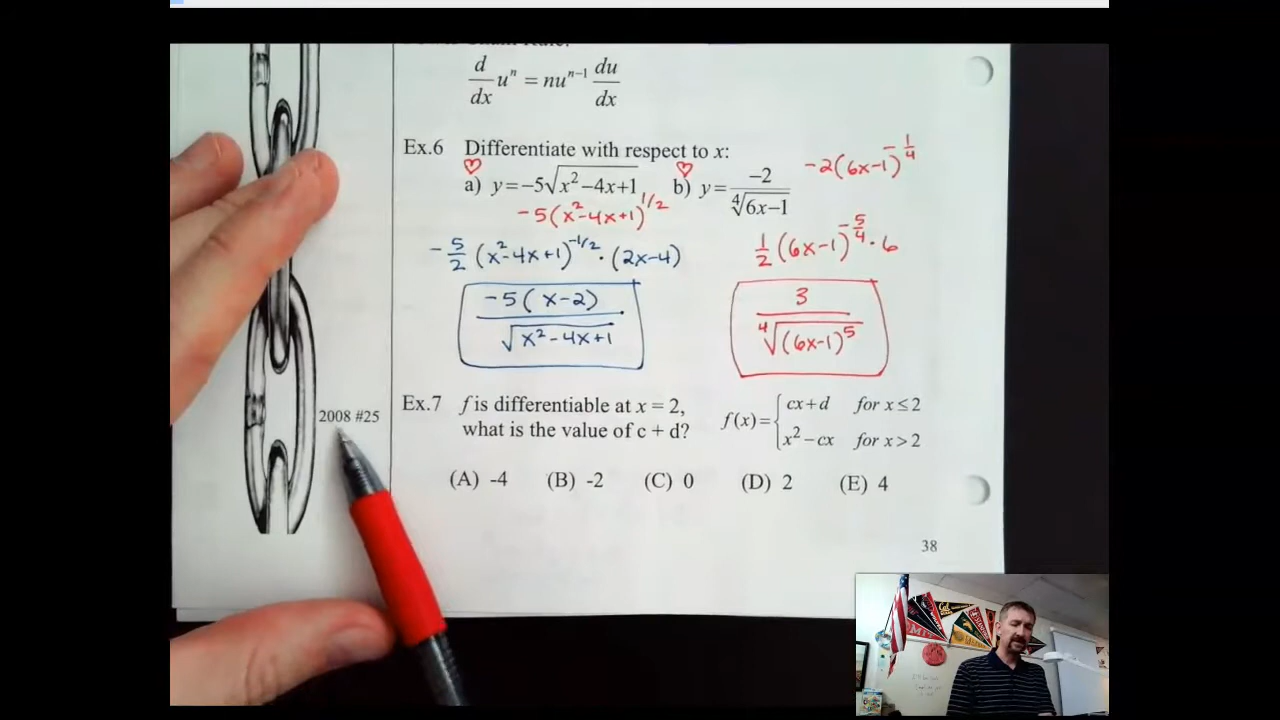 d/dx uⁿ = nuⁿ⁻¹ du/dx
Ex.6 Differentiate with respect to x:
a) y=-5√(x²-4x+1) b) y= -2/∜(6x-1)
-5(x²-4x+1)^1/2
-2(6x-1)^-1/4
-5/2 (x²-4x+1)^-1/2 · (2x-4)
1/2 (6x-1)^-5/4 · 6
-5(x-2)/√(x²-4x+1)
3/∜((6x-1)⁵)
2008 #25
Ex.7 f is differentiable at x = 2,
what is the value of c + d?
f(x)= { cx+d for x≤2
x²-cx for x>2
(A) -4 (B) -2 (C) 0 (D) 2 (E) 4
38